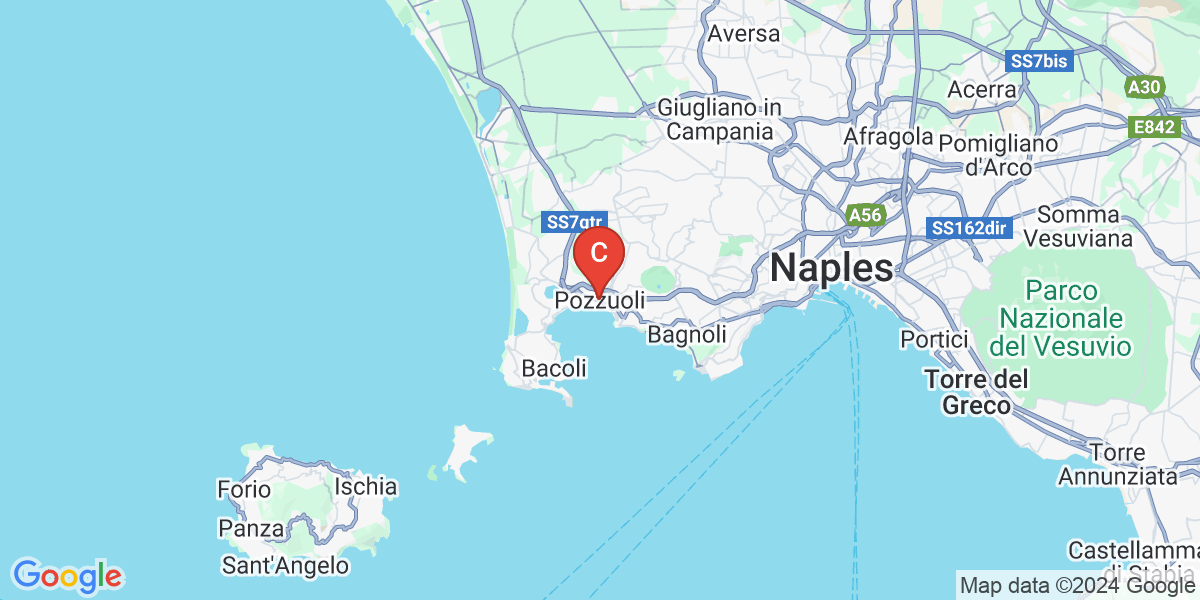 Aversa
SS7bis
Acerra
A30
Giugliano in
Campania
E842
Afragola
Pomigliano
d'Arco
SS7qtr
A56
Somma
Vesuviana
SS162dir
C
Naples
Pozzuoli
Parco
Nazionale
del Vesuvio
Bagnoli
Portici
Bacoli
Torre del
Greco
Torre
Annunziata
Forio
Ischia
Panza
Sant'Angelo
Castellamma
di Stabia
Google
Map data ©2024 Google